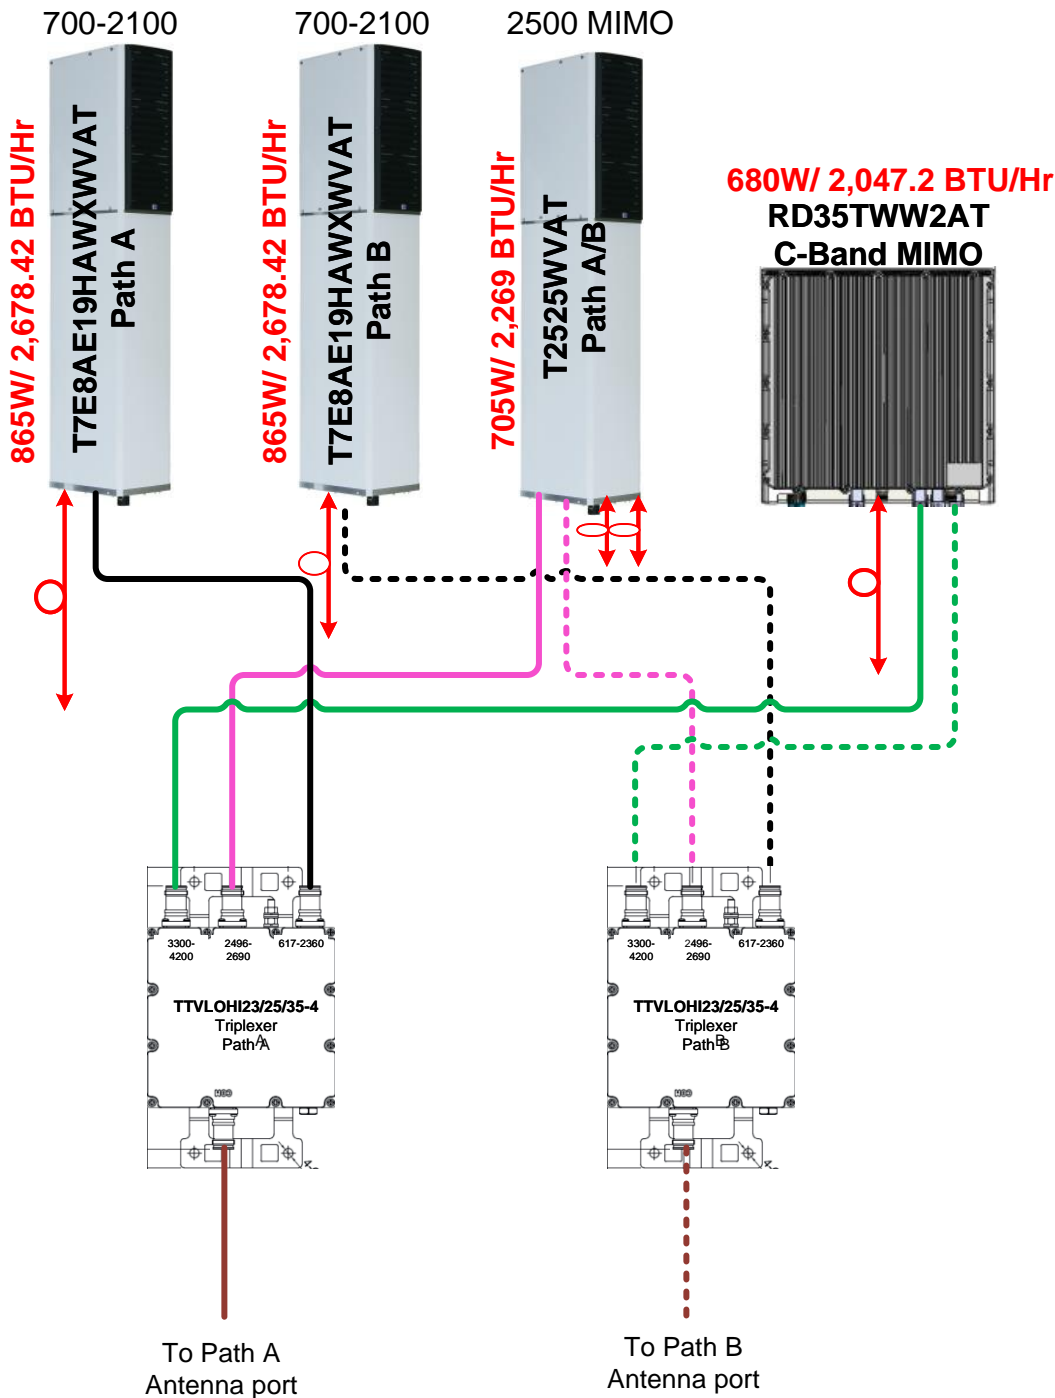 700-2100
700-2100
2500 MIMO
865W/ 2,678.42 BTU/Hr
T7E8AE19HAWXWVAT
Path A
865W/ 2,678.42 BTU/Hr
T7E8AE19HAWXWVAT
Path B
705W/ 2,269 BTU/Hr
T2525WVAT
Path A/B
680W/ 2,047.2 BTU/Hr
RD35TWW2AT
C-Band MIMO
3300-
4200
2496-
2690
617-2360
TTVLOHI23/25/35-4
Triplexer
Path A
A
COM
3300-
4200
2496-
2690
617-2360
TTVLOHI23/25/35-4
Triplexer
Path B
B
COM
To Path A
Antenna port
To Path B
Antenna port